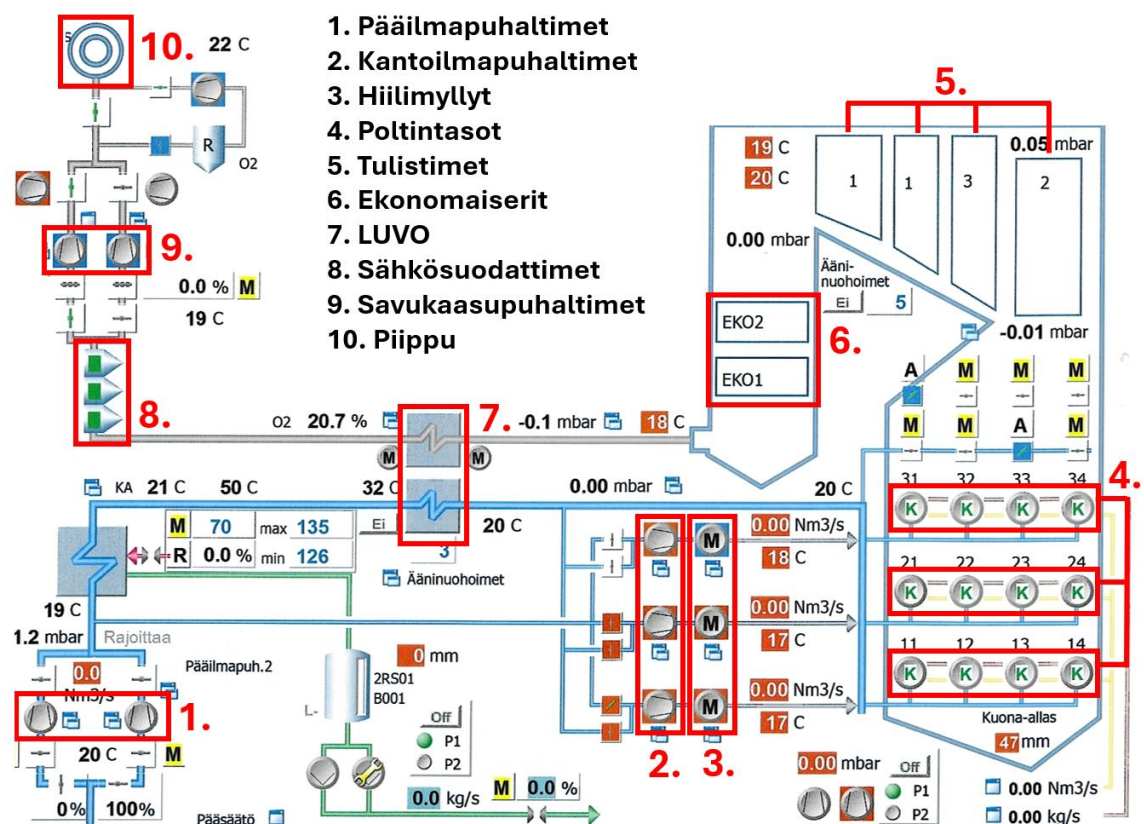 1. Pääilmapuhaltimet
2. Kantoilmapuhaltimet
3. Hiilimyllyt
4. Poltintasot
5. Tulistimet
6. Ekonomaiserit
7. LUVO
8. Sähkösuodattimet
9. Savukaasupuhaltimet
10. Piippu
S
10. 22 C
R
O2
9.
0.0 % M
19 C
8.
5.
19 C
20 C
0.05 mbar
1 1 3 2
0.00 mbar
Ääni-
nuohoimet
Ei 5
-0.01 mbar
EKO2
EKO1
6.
A M M M
M M A M
O2 20.7 % 7. -0.1 mbar 18 C
M M
KA 21 C 50 C 32 C 0.00 mbar 20 C
M 70 max 135 Ei 20 C
R 0.0 % min 126 3
Ääninuohoimet
31 32 33 34 4.
K K K K
21 22 23 24
K K K K
11 12 13 14
K K K K
M 0.00 Nm3/s
18 C
M 0.00 Nm3/s
17 C
M 0.00 Nm3/s
17 C
2. 3.
19 C
1.2 mbar Rajoittaa
0.0
Nm3/s
Pääilmapuh.2
1.
20 C M
0% 100%
Pääsäätö
0 mm
2RS01
B001
L-
Off
P1
P2
0.0 kg/s M 0.0 %
Kuona-allas
47 mm
0.00 mbar Off
P1
P2
0.00 Nm3/s
0.00 kg/s